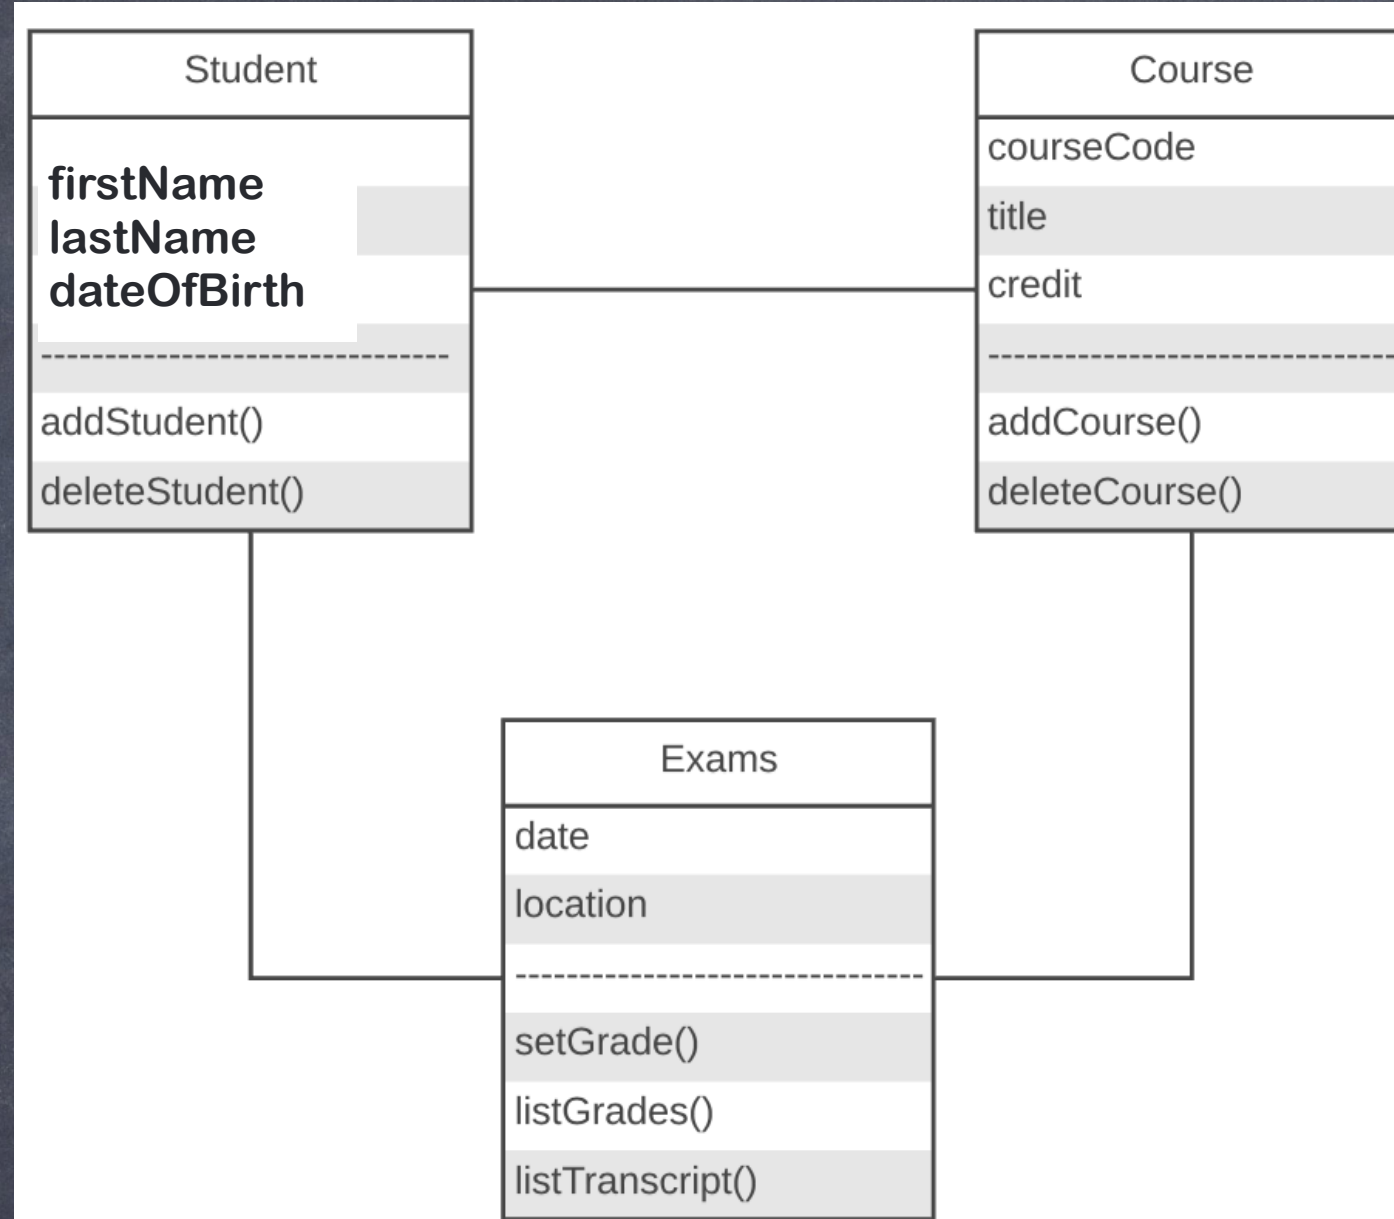 Student
firstName
lastName
dateOfBirth
--------------------------------
addStudent()
deleteStudent()
Course
courseCode
title
credit
--------------------------------
addCourse()
deleteCourse()
Exams
date
location
--------------------------------
setGrade()
listGrades()
listTranscript()